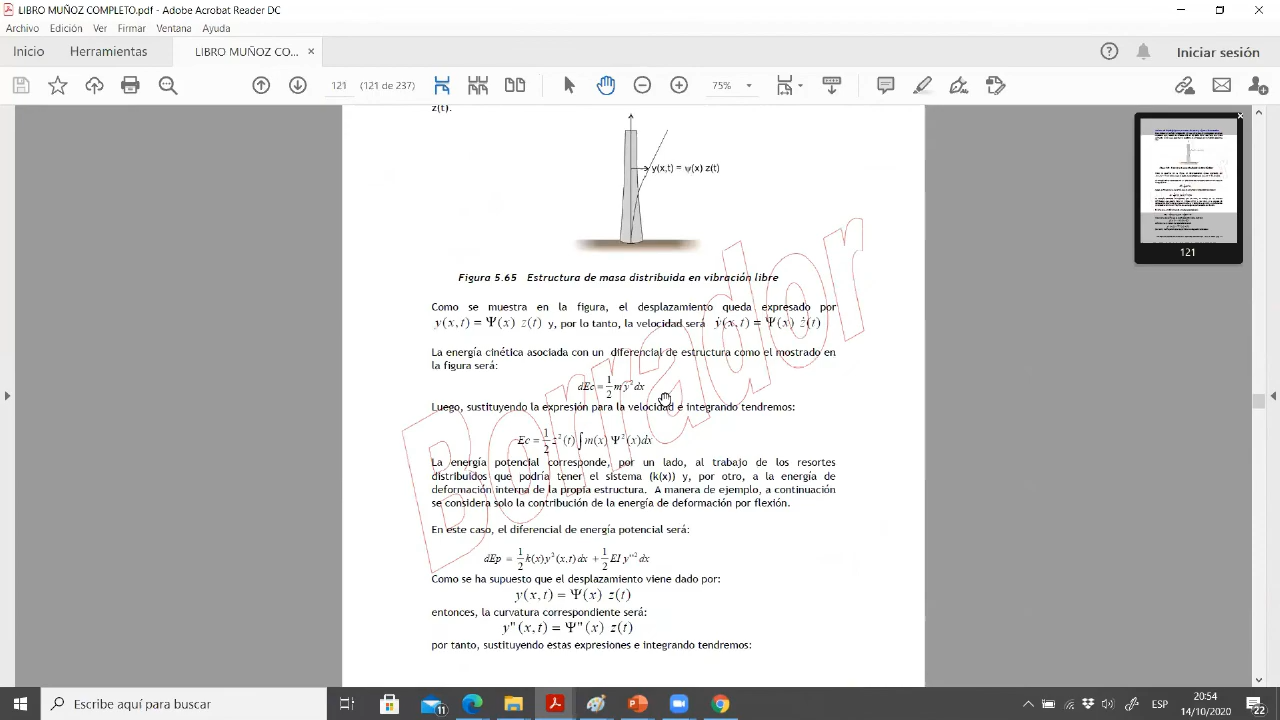 LIBRO MUÑOZ COMPLETO.pdf - Adobe Acrobat Reader DC
Archivo Edición Ver Firmar Ventana Ayuda
Inicio Herramientas LIBRO MUÑOZ CO... × Iniciar sesión
121 (121 de 237) 75%
z(t).
y(x,t) = ψ(x) z(t)
Figura 5.65 Estructura de masa distribuida en vibración libre
Como se muestra en la figura, el desplazamiento queda expresado por
y(x,t) = Ψ(x) z(t) y, por lo tanto, la velocidad será ẏ(x,t) = Ψ(x) ż(t)
La energía cinética asociada con un diferencial de estructura como el mostrado en
la figura será:
dEc = 1/2 m ẏ² dx
Luego, sustituyendo la expresión para la velocidad e integrando tendremos:
Ec = 1/2 ż²(t) ∫ m(x) Ψ²(x)dx
La energía potencial corresponde, por un lado, al trabajo de los resortes
distribuidos que podría tener el sistema (k(x)) y, por otro, a la energía de
deformación interna de la propia estructura. A manera de ejemplo, a continuación
se considera solo la contribución de la energía de deformación por flexión.
En este caso, el diferencial de energía potencial será:
dEp = 1/2 k(x) y²(x,t) dx + 1/2 EI y''² dx
Como se ha supuesto que el desplazamiento viene dado por:
y(x,t) = Ψ(x) z(t)
entonces, la curvatura correspondiente será:
y"(x,t) = Ψ"(x) z(t)
por tanto, sustituyendo estas expresiones e integrando tendremos:
Borrador
121
Escribe aquí para buscar
11
ESP
20:54
14/10/2020
22